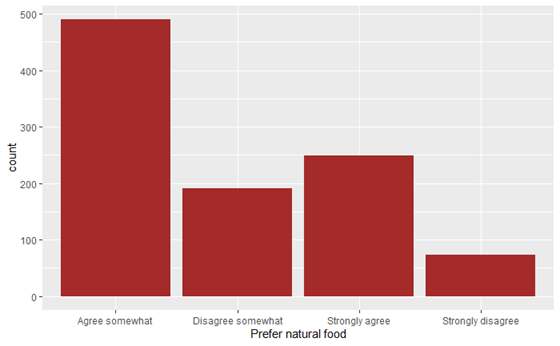 500
400
300
200
100
0
count
Agree somewhat Disagree somewhat Strongly agree Strongly disagree
Prefer natural food